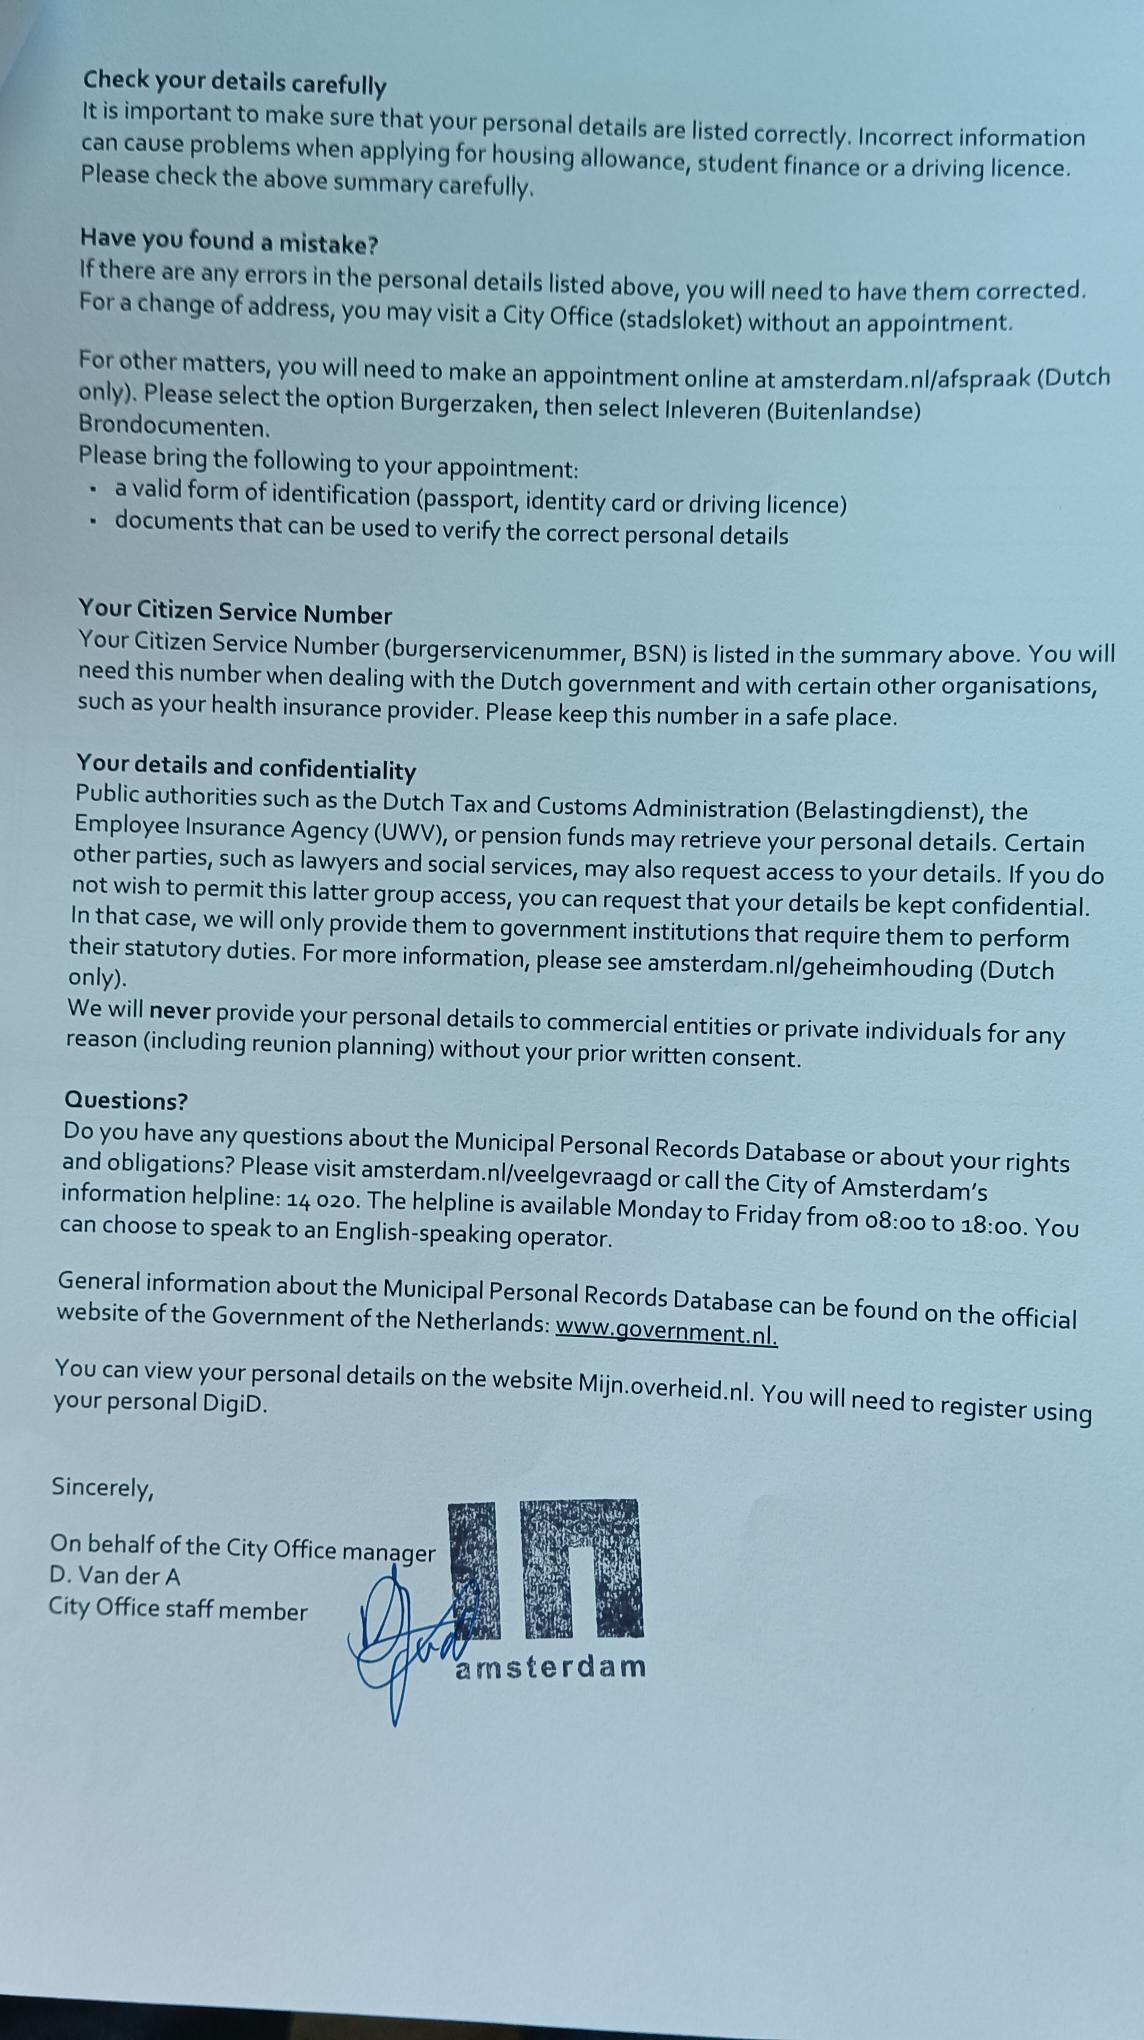 Check your details carefully
It is important to make sure that your personal details are listed correctly. Incorrect information
can cause problems when applying for housing allowance, student finance or a driving licence.
Please check the above summary carefully.
Have you found a mistake?
If there are any errors in the personal details listed above, you will need to have them corrected.
For a change of address, you may visit a City Office (stadsloket) without an appointment.
For other matters, you will need to make an appointment online at amsterdam.nl/afspraak (Dutch
only). Please select the option Burgerzaken, then select Inleveren (Buitenlandse)
Brondocumenten.
Please bring the following to your appointment:
▪ a valid form of identification (passport, identity card or driving licence)
▪ documents that can be used to verify the correct personal details
Your Citizen Service Number
Your Citizen Service Number (burgerservicenummer, BSN) is listed in the summary above. You will
need this number when dealing with the Dutch government and with certain other organisations,
such as your health insurance provider. Please keep this number in a safe place.
Your details and confidentiality
Public authorities such as the Dutch Tax and Customs Administration (Belastingdienst), the
Employee Insurance Agency (UWV), or pension funds may retrieve your personal details. Certain
other parties, such as lawyers and social services, may also request access to your details. If you do
not wish to permit this latter group access, you can request that your details be kept confidential.
In that case, we will only provide them to government institutions that require them to perform
their statutory duties. For more information, please see amsterdam.nl/geheimhouding (Dutch
only).
We will never provide your personal details to commercial entities or private individuals for any
reason (including reunion planning) without your prior written consent.
Questions?
Do you have any questions about the Municipal Personal Records Database or about your rights
and obligations? Please visit amsterdam.nl/veelgevraagd or call the City of Amsterdam's
information helpline: 14 020. The helpline is available Monday to Friday from 08:00 to 18:00. You
can choose to speak to an English-speaking operator.
General information about the Municipal Personal Records Database can be found on the official
website of the Government of the Netherlands: www.government.nl.
You can view your personal details on the website Mijn.overheid.nl. You will need to register using
your personal DigiD.
Sincerely,
On behalf of the City Office manager
D. Van der A
City Office staff member
in
amsterdam